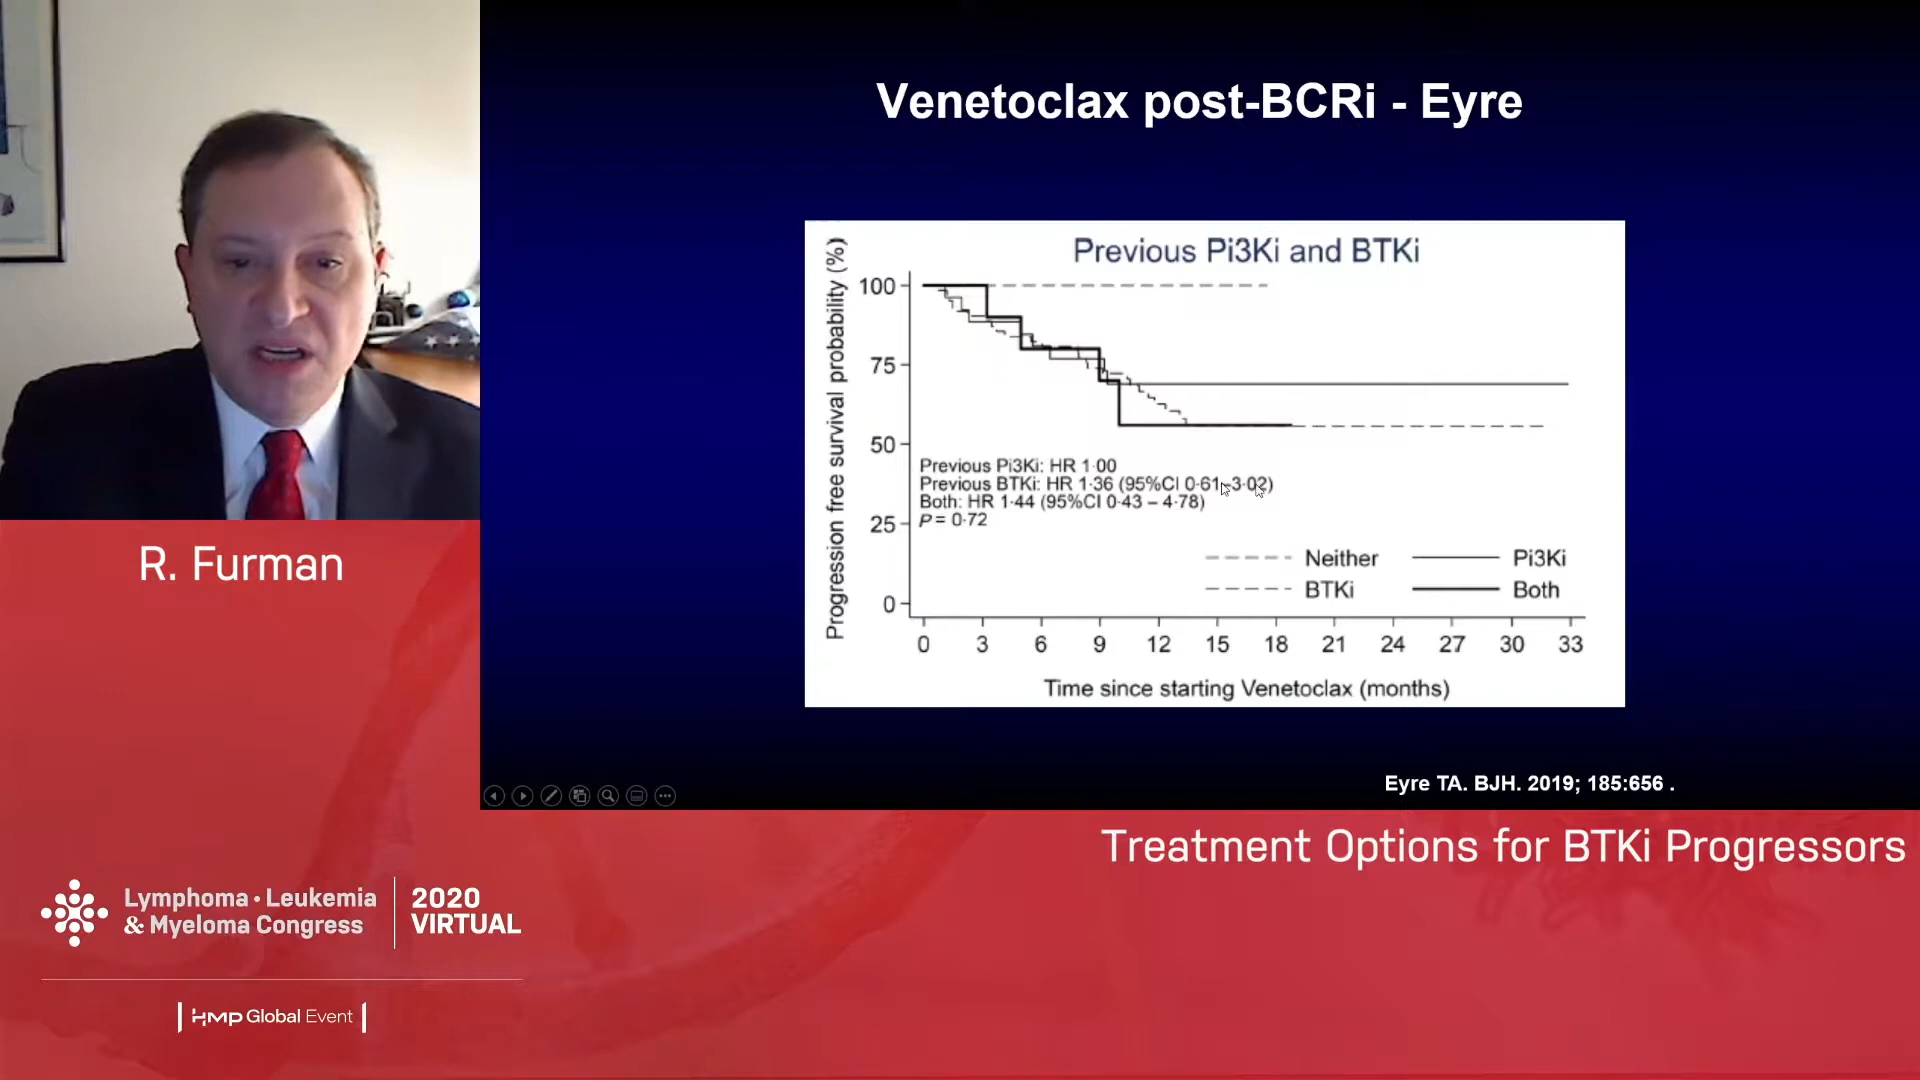 Venetoclax post-BCRi - Eyre
Previous Pi3Ki and BTKi
Progression free survival probability (%)
100
75
50
25
0
Previous Pi3Ki: HR 1·00
Previous BTKi: HR 1·36 (95%CI 0·61–3·02)
Both: HR 1·44 (95%CI 0·43 – 4·78)
P = 0·72
Neither Pi3Ki
BTKi Both
0 3 6 9 12 15 18 21 24 27 30 33
Time since starting Venetoclax (months)
Eyre TA. BJH. 2019; 185:656 .
R. Furman
Treatment Options for BTKi Progressors
Lymphoma • Leukemia
& Myeloma Congress
2020
VIRTUAL
HMP Global Event